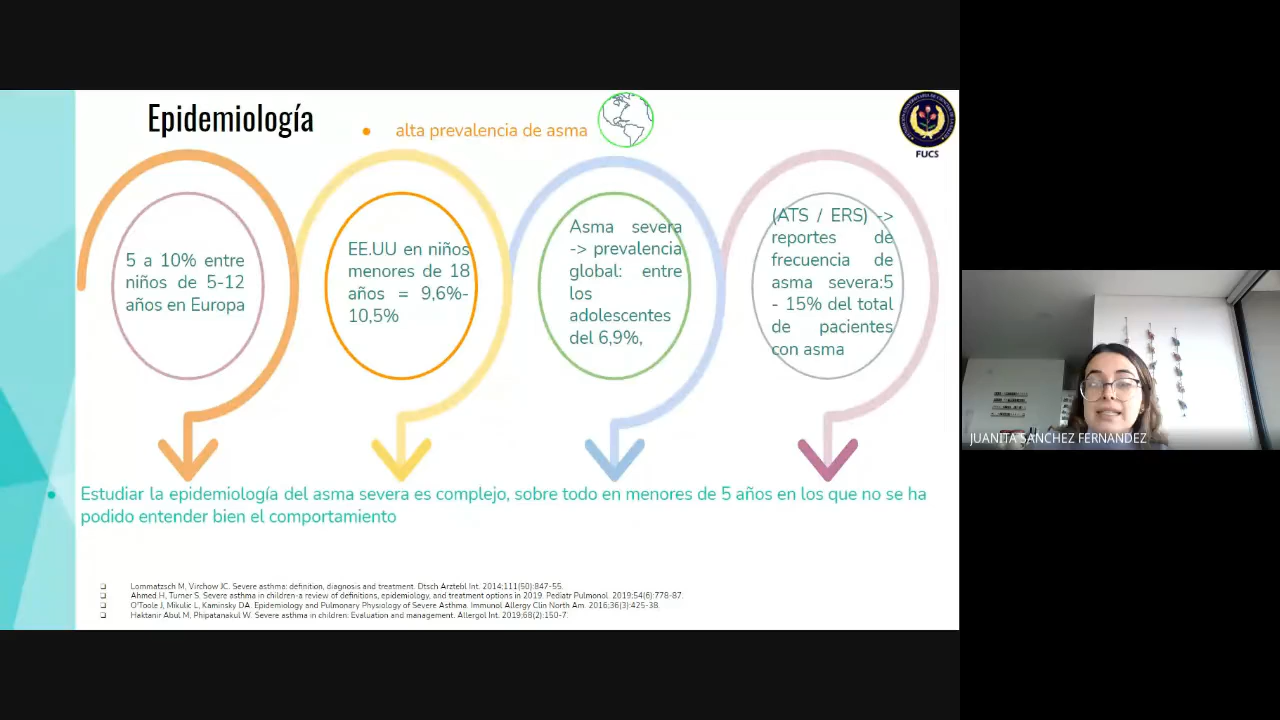 Epidemiología
alta prevalencia de asma
FUCS
5 a 10% entre
niños de 5-12
años en Europa
EE.UU en niños
menores de 18
años = 9,6%-
10,5%
Asma severa
-> prevalencia
global: entre
los
adolescentes
del 6,9%,
(ATS / ERS) ->
reportes de
frecuencia de
asma severa:5
- 15% del total
de pacientes
con asma
Estudiar la epidemiología del asma severa es complejo, sobre todo en menores de 5 años en los que no se ha
podido entender bien el comportamiento
Lommatzsch M, Virchow JC. Severe asthma: definition, diagnosis and treatment. Dtsch Arztebl Int. 2014;111(50):847-55.
Ahmed H, Turner S. Severe asthma in children-a review of definitions, epidemiology, and treatment options in 2019. Pediatr Pulmonol. 2019;54(6):778-87.
O'Toole J, Mikulic L, Kaminsky DA. Epidemiology and Pulmonary Physiology of Severe Asthma. Immunol Allergy Clin North Am. 2016;36(3):425-38.
Haktanir Abul M, Phipatanakul W. Severe asthma in children: Evaluation and management. Allergol Int. 2019;68(2):150-7.
JUANITA SANCHEZ FERNANDEZ